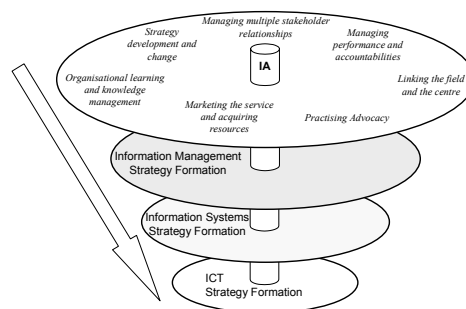 Managing multiple stakeholder
relationships
Strategy
development and
change
Managing
performance and
accountabilities
IA
Organisational learning
and knowledge
management
Linking the field
and the centre
Marketing the service
and acquiring
resources
Practising Advocacy
Information Management
Strategy Formation
Information Systems
Strategy Formation
ICT
Strategy Formation